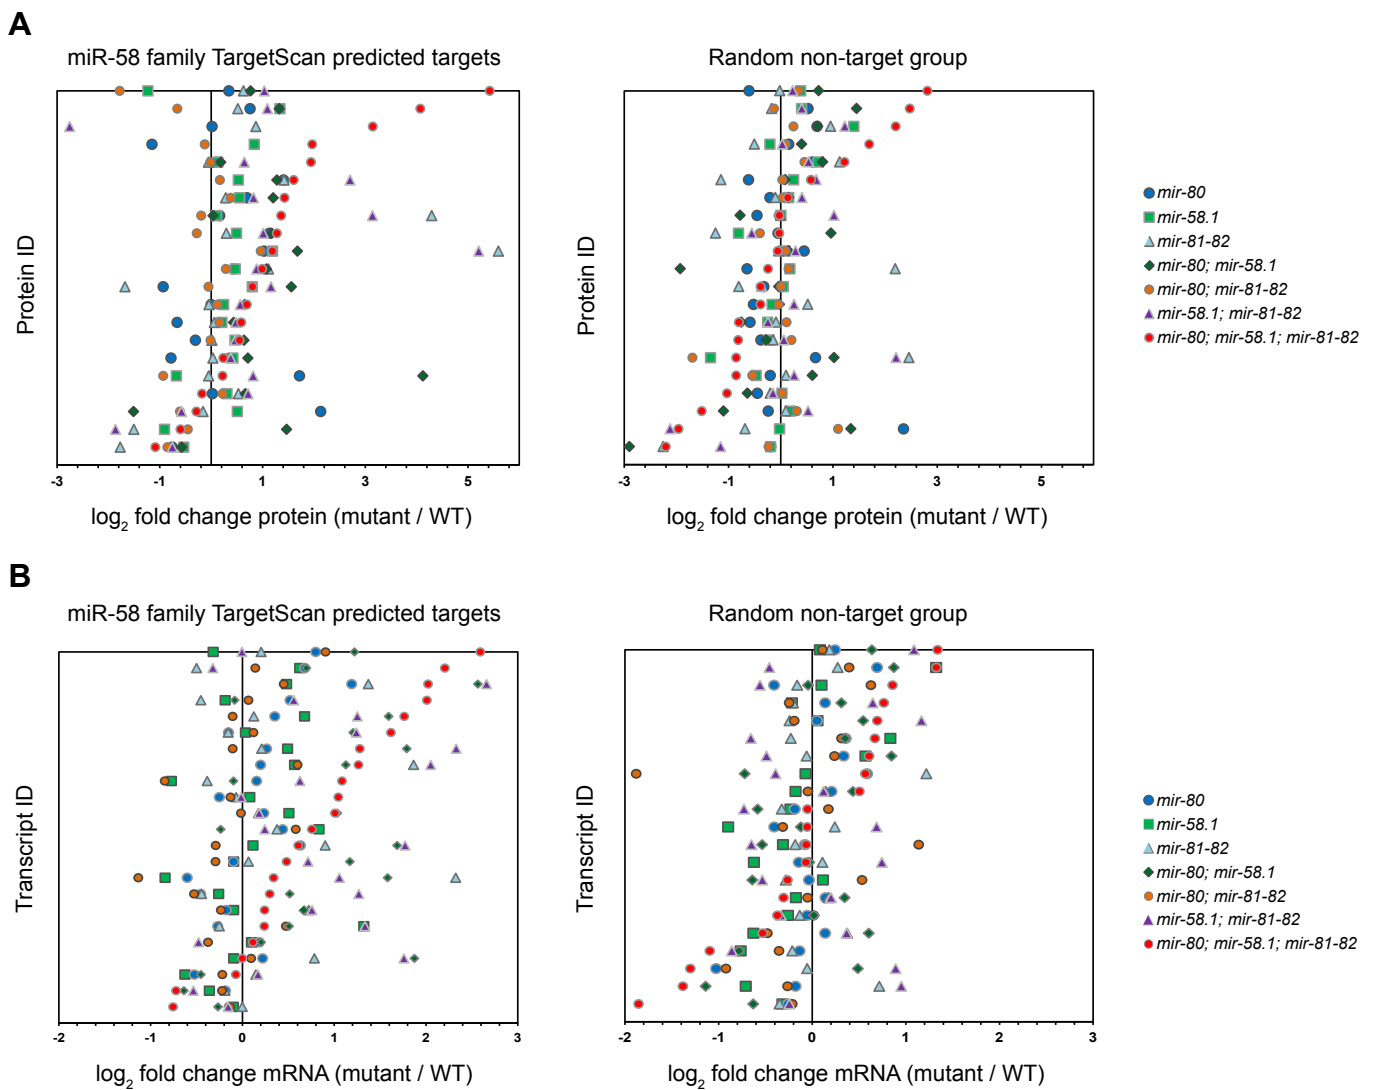 A
miR-58 family TargetScan predicted targets
Random non-target group
Protein ID
Protein ID
mir-80
mir-58.1
mir-81-82
mir-80; mir-58.1
mir-80; mir-81-82
mir-58.1; mir-81-82
mir-80; mir-58.1; mir-81-82
-3 -1 1 3 5
-3 -1 1 3 5
log2 fold change protein (mutant / WT)
log2 fold change protein (mutant / WT)
B
miR-58 family TargetScan predicted targets
Random non-target group
Transcript ID
Transcript ID
mir-80
mir-58.1
mir-81-82
mir-80; mir-58.1
mir-80; mir-81-82
mir-58.1; mir-81-82
mir-80; mir-58.1; mir-81-82
-2 -1 0 1 2 3
-2 -1 0 1 2 3
log2 fold change mRNA (mutant / WT)
log2 fold change mRNA (mutant / WT)